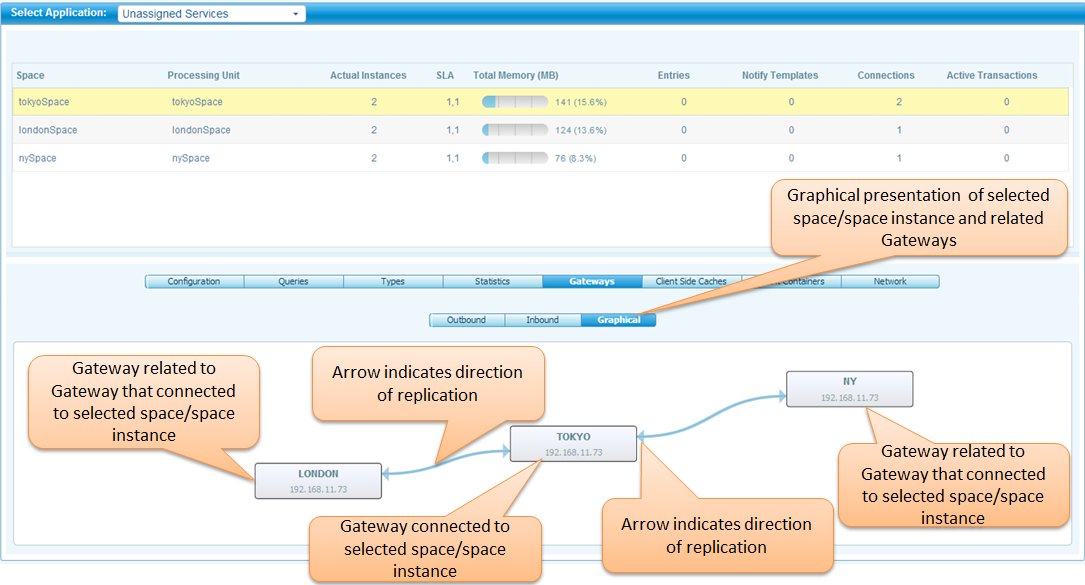 Select Application: Unassigned Services
Space Processing Unit Actual Instances SLA Total Memory (MB) Entries Notify Templates Connections Active Transactions
tokyoSpace tokyoSpace 2 1,1 141 (15.6%) 0 0 2 0
londonSpace londonSpace 2 1,1 124 (13.6%) 0 0 1 0
nySpace nySpace 2 1,1 76 (8.3%) 0 0 1 0
Graphical presentation of selected
space/space instance and related
Gateways
Configuration Queries Types Statistics Gateways Client Side Caches Containers Network
Outbound Inbound Graphical
Gateway related to
Gateway that connected
to selected space/space
instance
Arrow indicates direction
of replication
NY
192.168.11.73
TOKYO
192.168.11.73
LONDON
192.168.11.73
Gateway related to
Gateway that connected
to selected space/space
instance
Gateway connected to
selected space/space
instance
Arrow indicates direction
of replication